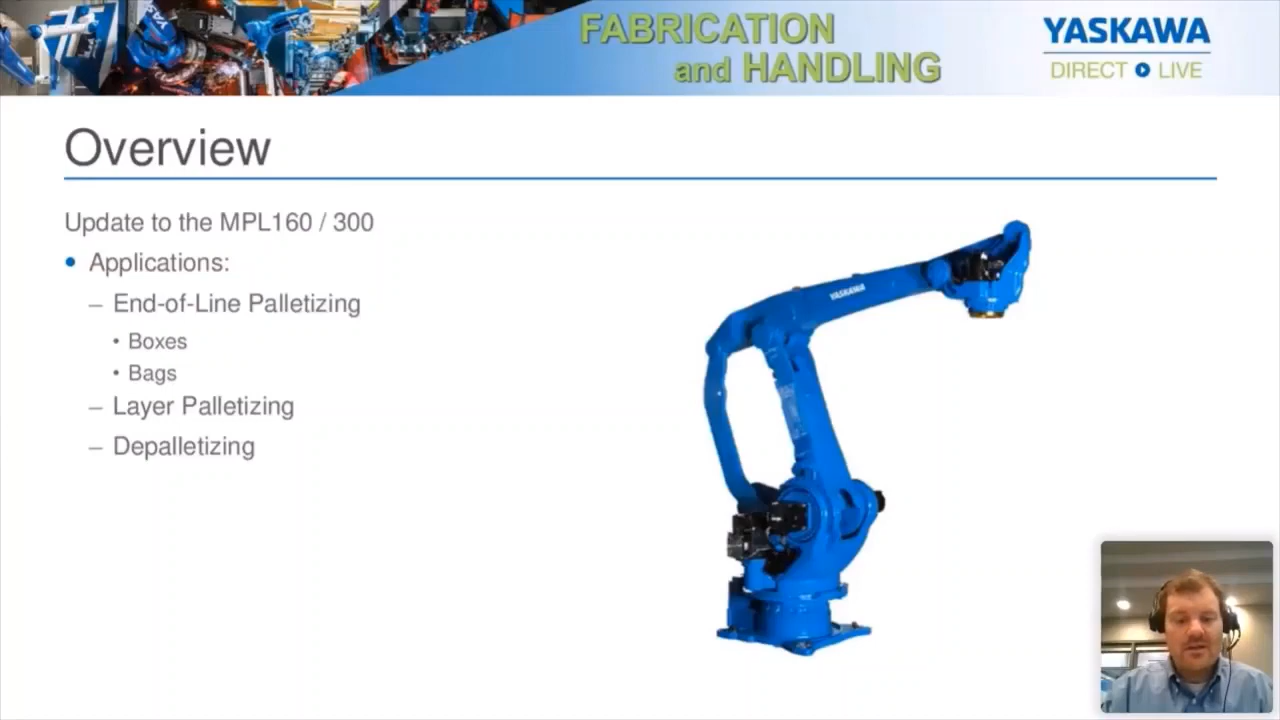 FABRICATION
and HANDLING
YASKAWA
DIRECT LIVE
Overview
Update to the MPL160 / 300
• Applications:
– End-of-Line Palletizing
• Boxes
• Bags
– Layer Palletizing
– Depalletizing
YASKAWA